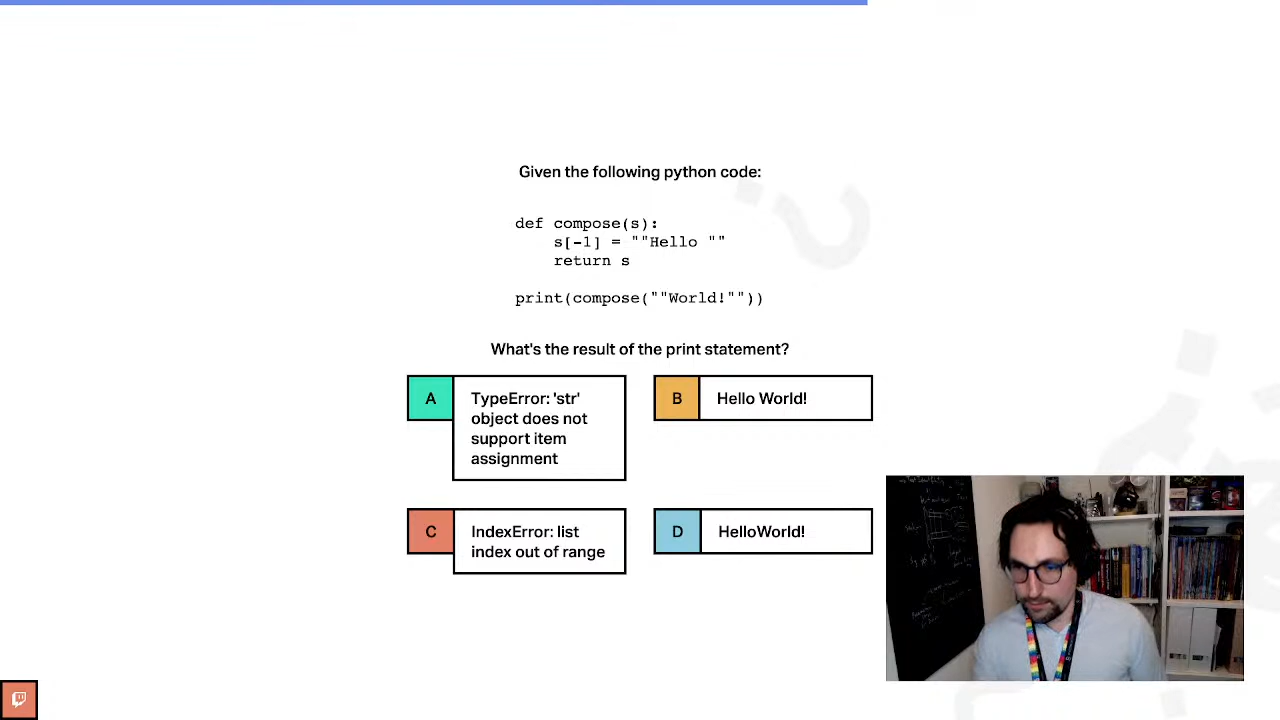 Given the following python code:
def compose(s):
    s[-1] = ""Hello ""
    return s
print(compose(""World!""))
What's the result of the print statement?
A
TypeError: 'str'
object does not
support item
assignment
B
Hello World!
C
IndexError: list
index out of range
D
HelloWorld!